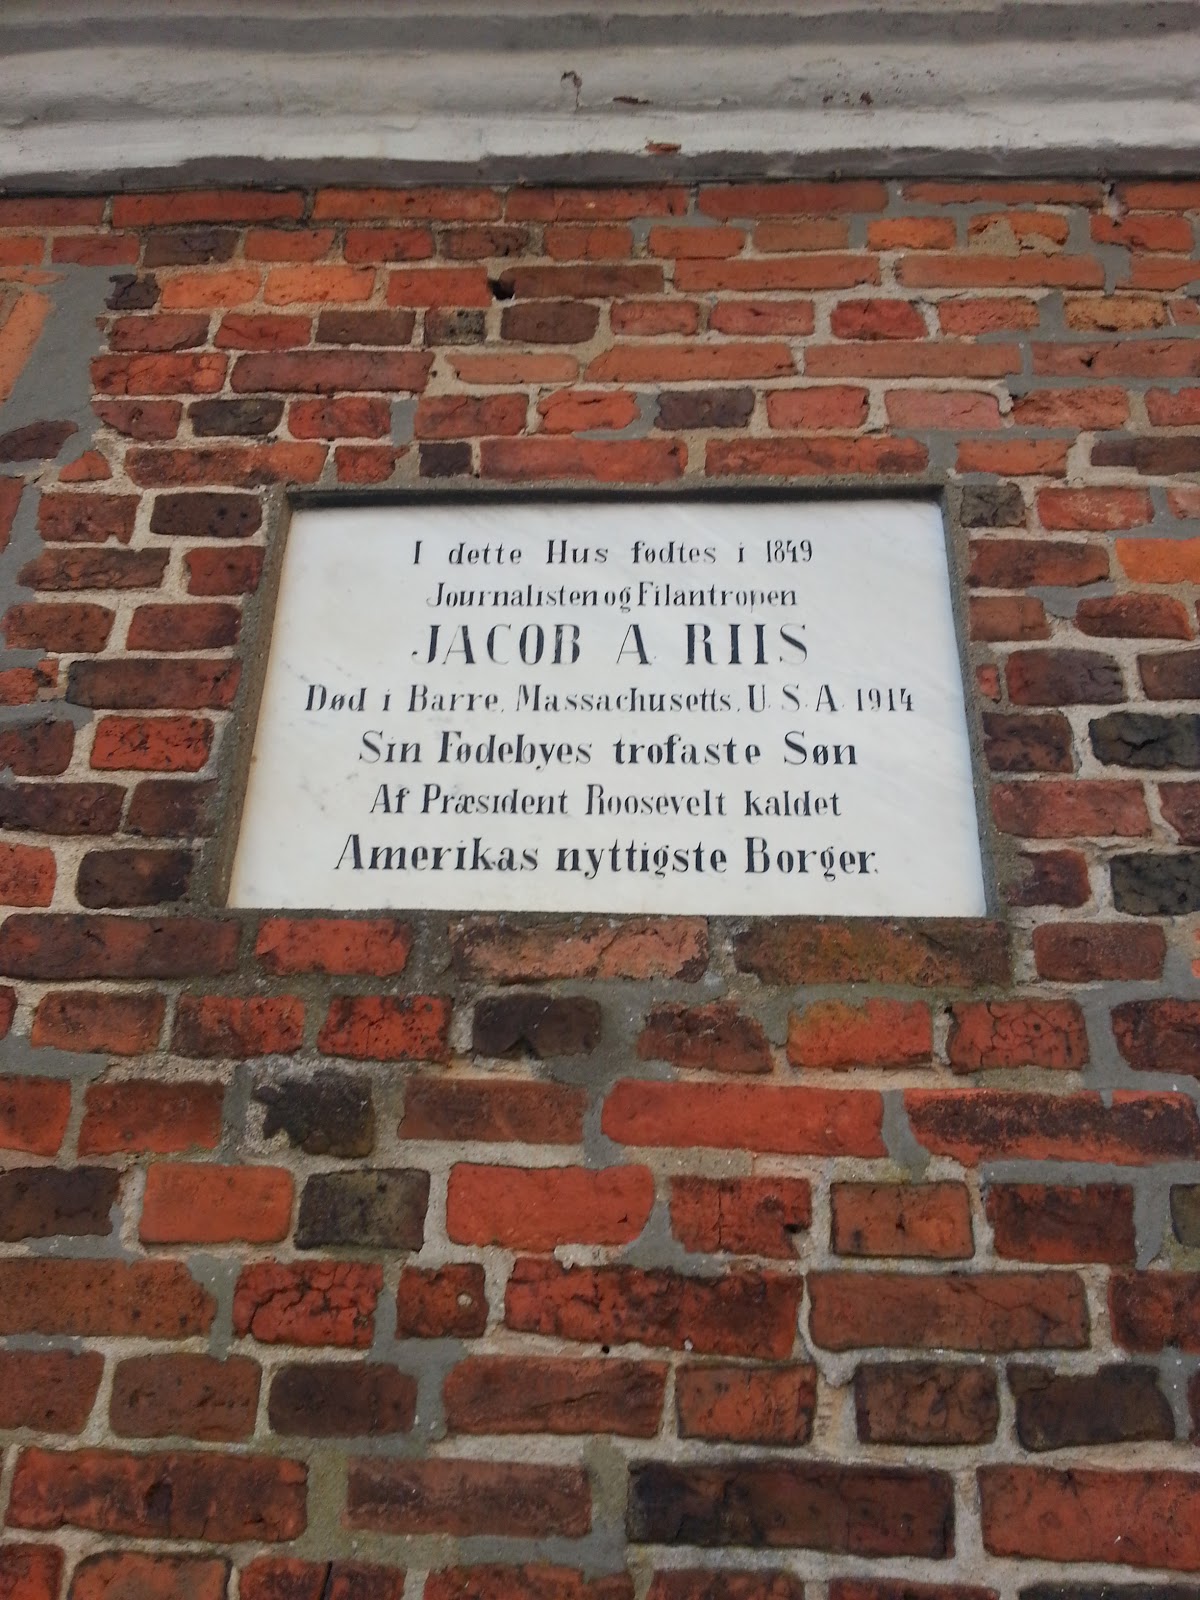 I dette Hus fødtes i 1849
Journalisten og Filantropen
JACOB A. RIIS
Død i Barre, Massachusetts, U.S.A. 1914
Sin Fødebyes trofaste Søn
Af Præsident Roosevelt kaldet
Amerikas nyttigste Borger.